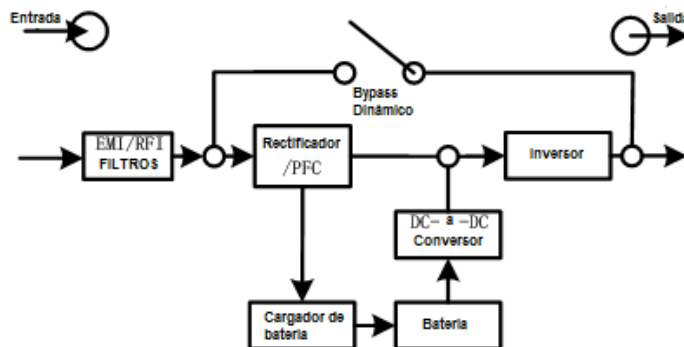 Entrada
Salida
Bypass
Dinámico
EMI/RFI
FILTROS
Rectificador
/PFC
Inversor
DC- a -DC
Conversor
Cargador de
bateria
Bateria